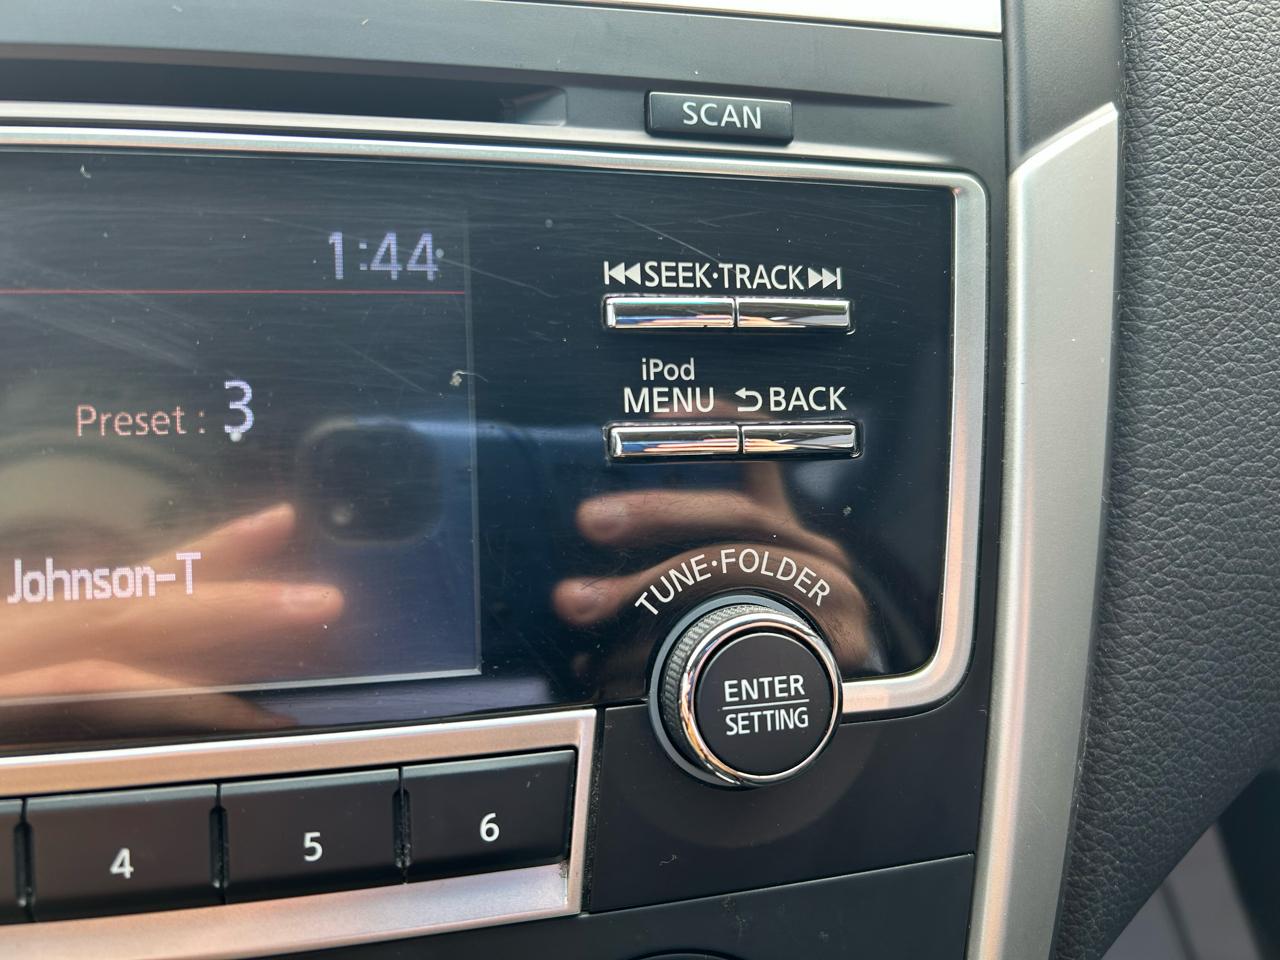 SCAN
1:44
⏮SEEK·TRACK⏭
iPod
MENU ⮌BACK
Preset : 3
Johnson-T
TUNE·FOLDER
ENTER
SETTING
4 5 6